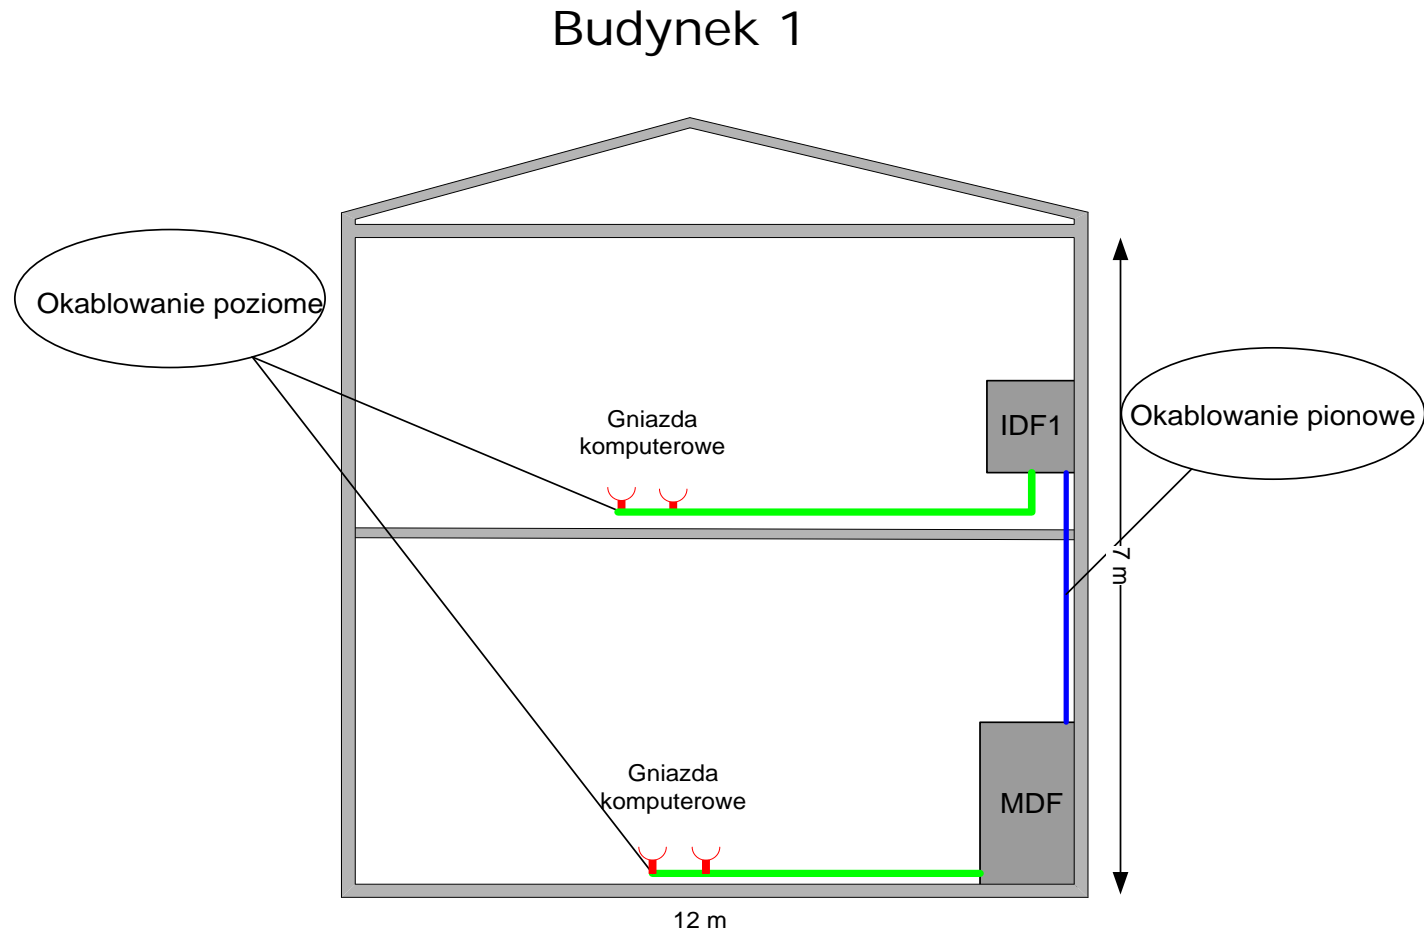 Budynek 1
Okablowanie poziome
Gniazda
komputerowe
IDF1
Okablowanie pionowe
7 m
Gniazda
komputerowe
MDF
12 m